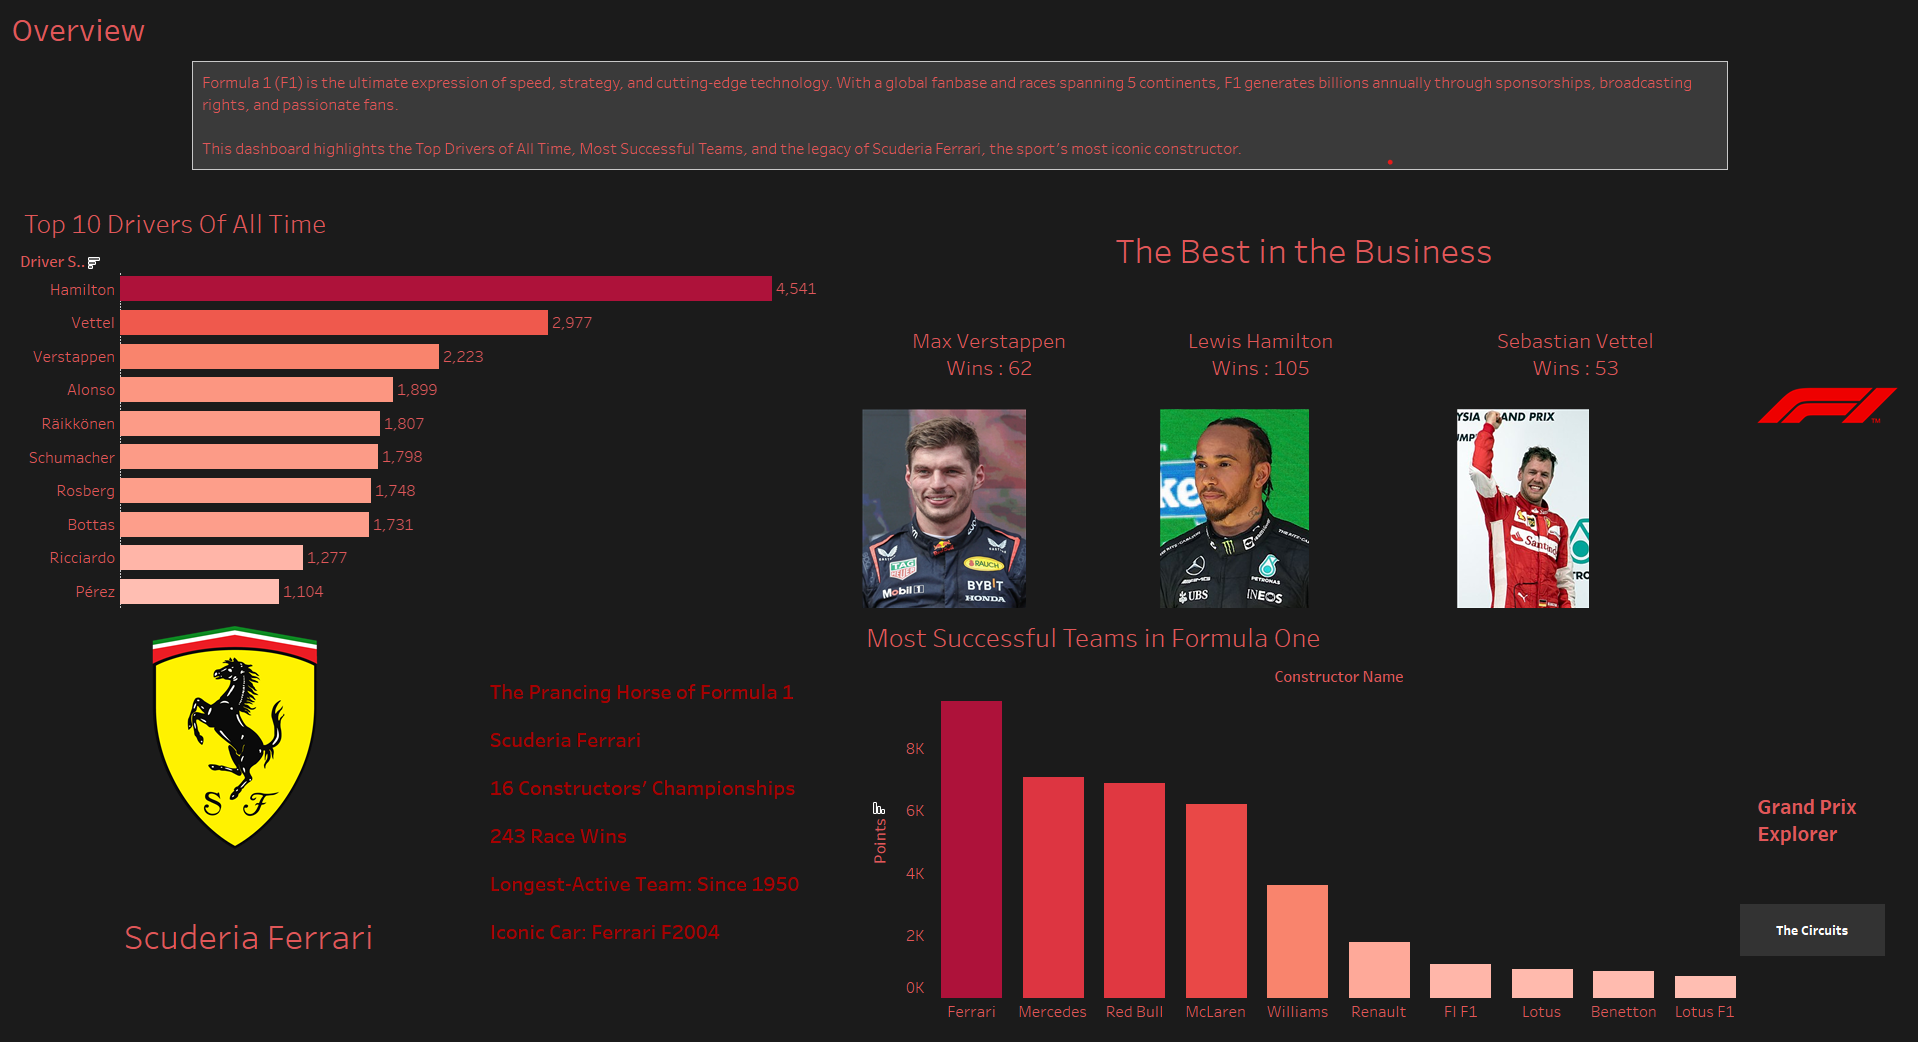 Overview
Formula 1 (F1) is the ultimate expression of speed, strategy, and cutting-edge technology. With a global fanbase and races spanning 5 continents, F1 generates billions annually through sponsorships, broadcasting
rights, and passionate fans.
This dashboard highlights the Top Drivers of All Time, Most Successful Teams, and the legacy of Scuderia Ferrari, the sport's most iconic constructor.
Top 10 Drivers Of All Time
Driver S..
Hamilton 4,541
Vettel 2,977
Verstappen 2,223
Alonso 1,899
Räikkönen 1,807
Schumacher 1,798
Rosberg 1,748
Bottas 1,731
Ricciardo 1,277
Pérez 1,104
The Best in the Business
Max Verstappen
Wins : 62
Lewis Hamilton
Wins : 105
Sebastian Vettel
Wins : 53
TAG
HEUER
RAUCH
Mobil 1
BYBIT
HONDA
AMG
UBS
PETRONAS
INEOS
YSIA GRAND PRIX
Santand
F1
TM
S F
Scuderia Ferrari
The Prancing Horse of Formula 1
Scuderia Ferrari
16 Constructors' Championships
243 Race Wins
Longest-Active Team: Since 1950
Iconic Car: Ferrari F2004
Most Successful Teams in Formula One
Constructor Name
Points
8K
6K
4K
2K
0K
Ferrari Mercedes Red Bull McLaren Williams Renault FI F1 Lotus Benetton Lotus F1
Grand Prix
Explorer
The Circuits